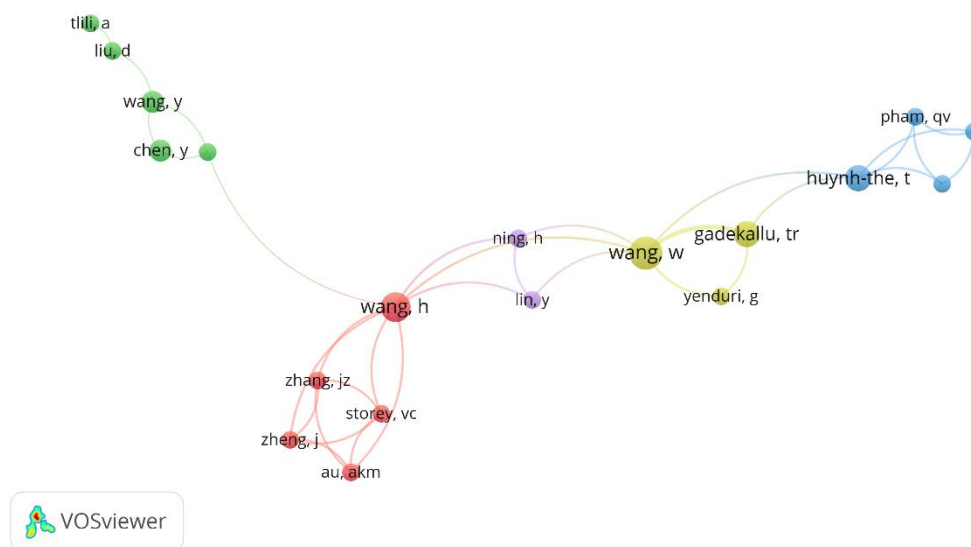 tlili, a
liu, d
wang, y
chen, y
pham, qv
huynh-the, t
ning, h
wang, w
gadekallu, tr
lin, y
yenduri, g
wang, h
zhang, jz
storey, vc
zheng, j
au, akm
VOSviewer